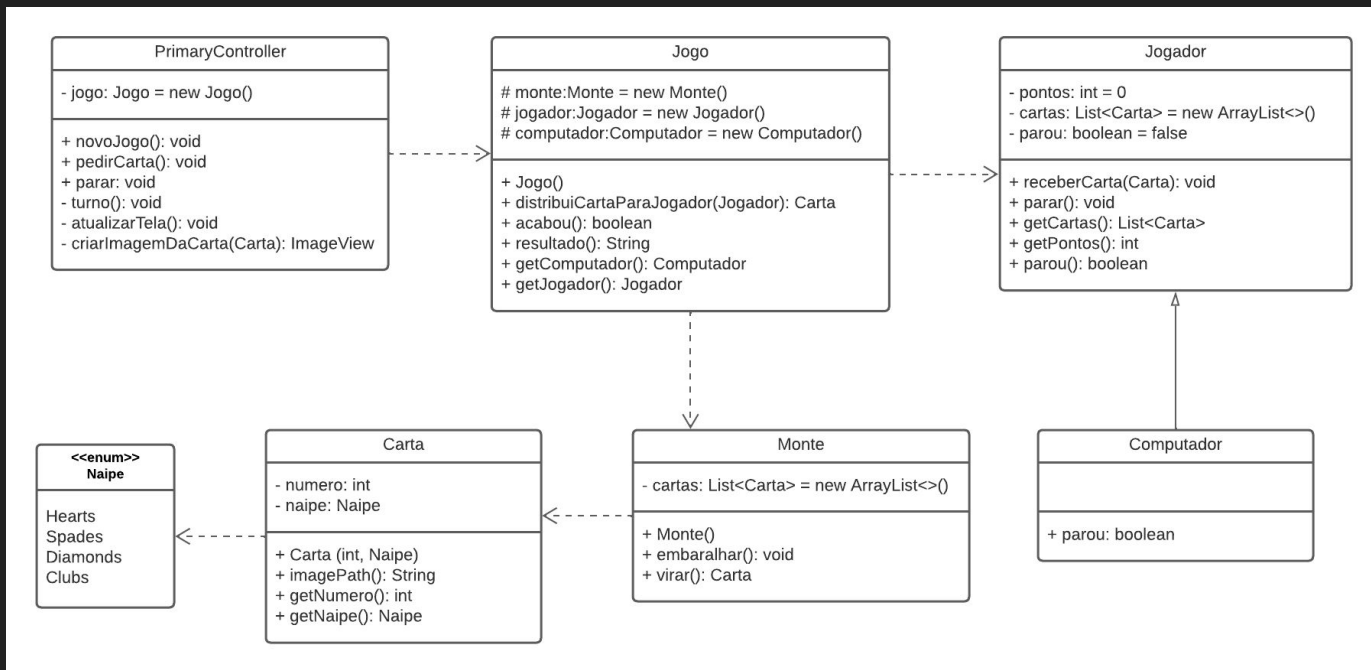 PrimaryController
- jogo: Jogo = new Jogo()
+ novoJogo(): void
+ pedirCarta(): void
+ parar: void
- turno(): void
- atualizarTela(): void
- criarImagemDaCarta(Carta): ImageView
Jogo
# monte:Monte = new Monte()
# jogador:Jogador = new Jogador()
# computador:Computador = new Computador()
+ Jogo()
+ distribuiCartaParaJogador(Jogador): Carta
+ acabou(): boolean
+ resultado(): String
+ getComputador(): Computador
+ getJogador(): Jogador
Jogador
- pontos: int = 0
- cartas: List<Carta> = new ArrayList<>()
- parou: boolean = false
+ receberCarta(Carta): void
+ parar(): void
+ getCartas(): List<Carta>
+ getPontos(): int
+ parou(): boolean
<<enum>>
Naipe
Hearts
Spades
Diamonds
Clubs
Carta
- numero: int
- naipe: Naipe
+ Carta (int, Naipe)
+ imagePath(): String
+ getNumero(): int
+ getNaipe(): Naipe
Monte
- cartas: List<Carta> = new ArrayList<>()
+ Monte()
+ embaralhar(): void
+ virar(): Carta
Computador
+ parou: boolean